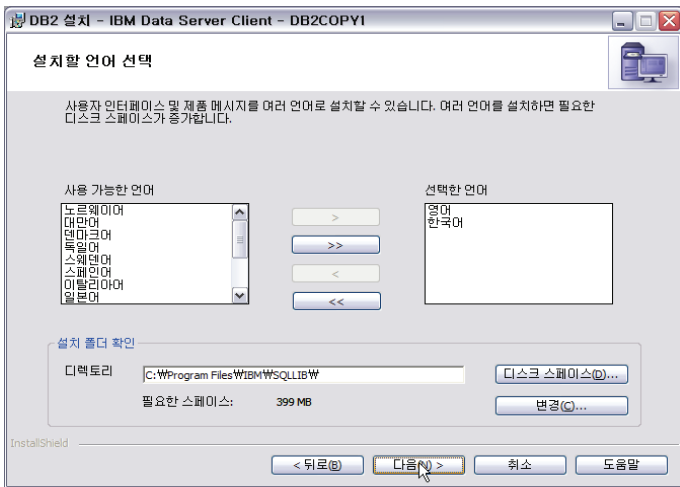 DB2 설치 - IBM Data Server Client - DB2COPY1
설치할 언어 선택
사용자 인터페이스 및 제품 메시지를 여러 언어로 설치할 수 있습니다. 여러 언어를 설치하면 필요한
디스크 스페이스가 증가합니다.
사용 가능한 언어
노르웨이어
대만어
덴마크어
독일어
스웨덴어
스페인어
이탈리아어
일본어
>
>>
<
<<
선택한 언어
영어
한국어
설치 폴더 확인
디렉토리
C:₩Program Files₩IBM₩SQLLIB₩
디스크 스페이스(D)...
필요한 스페이스: 399 MB
변경(C)...
InstallShield
< 뒤로(B)
다음(N) >
취소
도움말